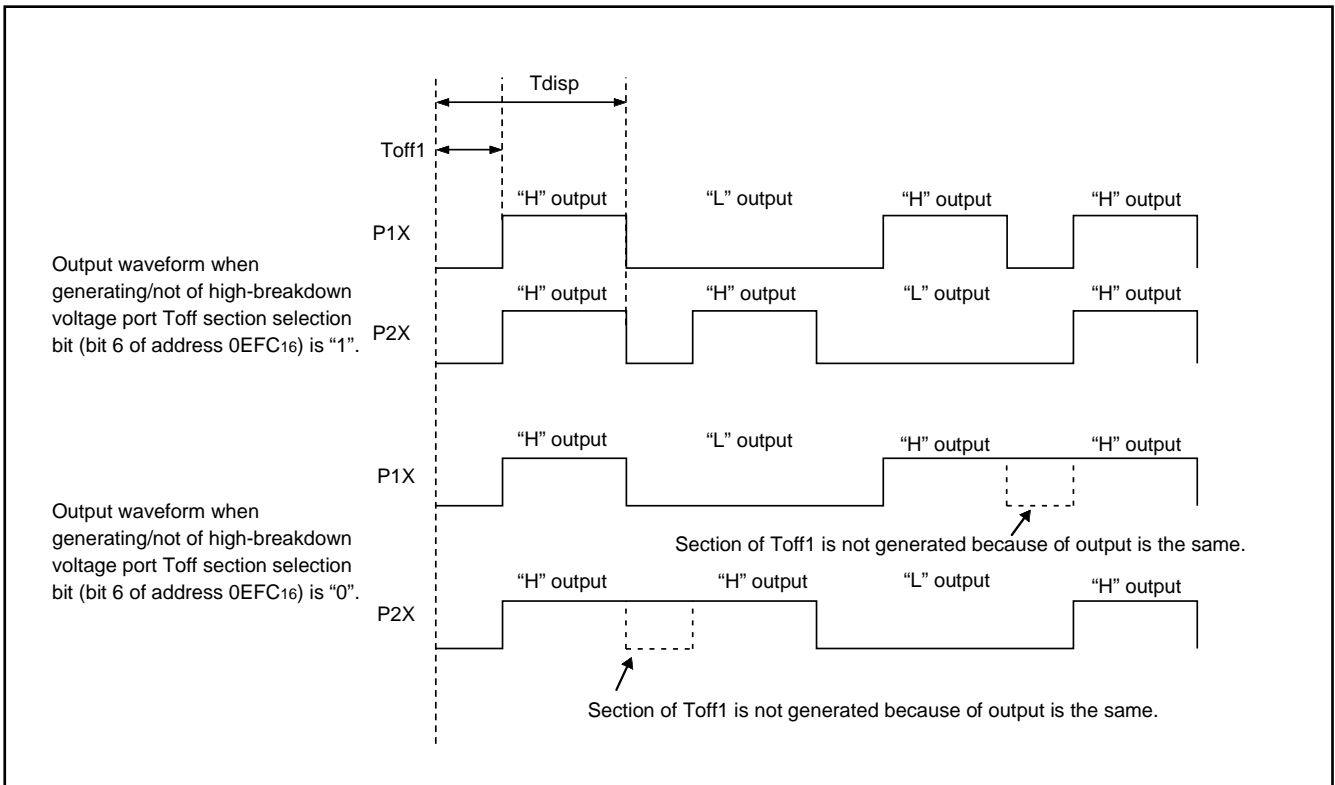 Tdisp
Toff1
“H” output “L” output “H” output “H” output
P1X
Output waveform when
generating/not of high-breakdown
voltage port Toff section selection
bit (bit 6 of address 0EFC16) is “1”.
“H” output “H” output “L” output “H” output
P2X
“H” output “L” output “H” output “H” output
P1X
Output waveform when
generating/not of high-breakdown
voltage port Toff section selection
bit (bit 6 of address 0EFC16) is “0”.
Section of Toff1 is not generated because of output is the same.
“H” output “H” output “L” output “H” output
P2X
Section of Toff1 is not generated because of output is the same.